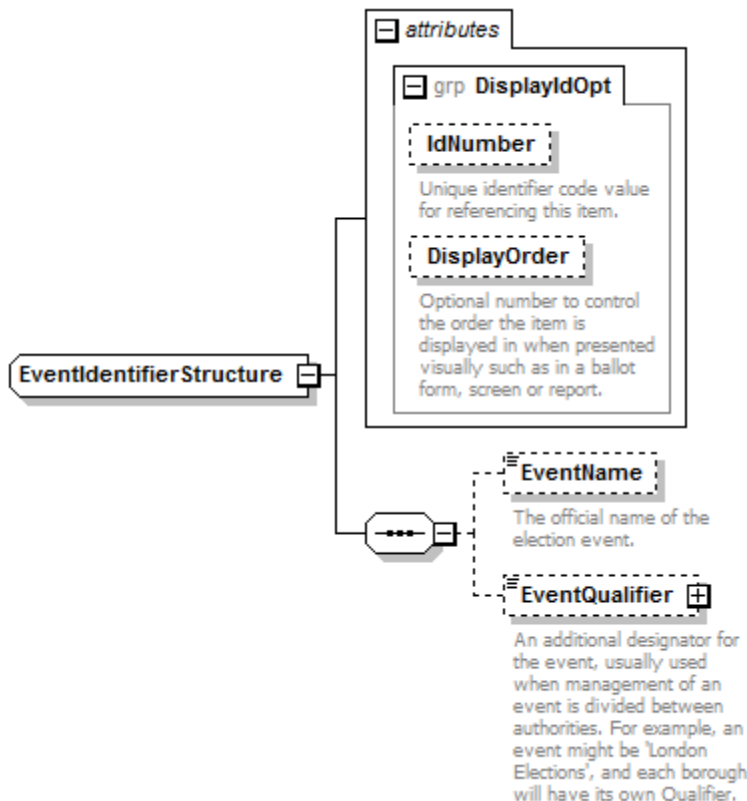 attributes
grp DisplayIdOpt
IdNumber
Unique identifier code value
for referencing this item.
DisplayOrder
Optional number to control
the order the item is
displayed in when presented
visually such as in a ballot
form, screen or report.
EventIdentifierStructure
EventName
The official name of the
election event.
EventQualifier
An additional designator for
the event, usually used
when management of an
event is divided between
authorities. For example, an
event might be 'London
Elections', and each borough
will have its own Qualifier.